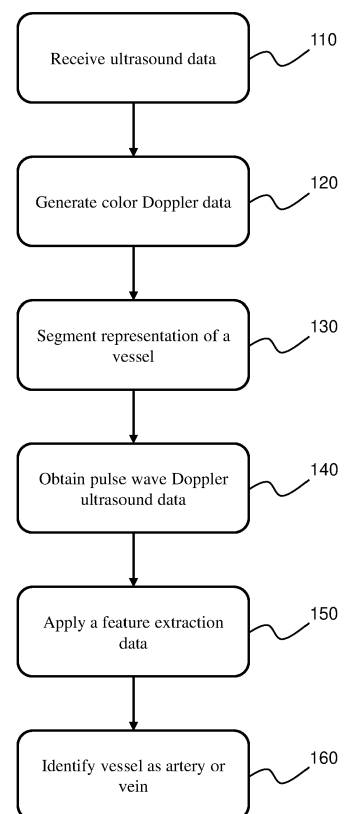 Receive ultrasound data
110
Generate color Doppler data
120
Segment representation of a
vessel
130
Obtain pulse wave Doppler
ultrasound data
140
Apply a feature extraction
data
150
Identify vessel as artery or
vein
160